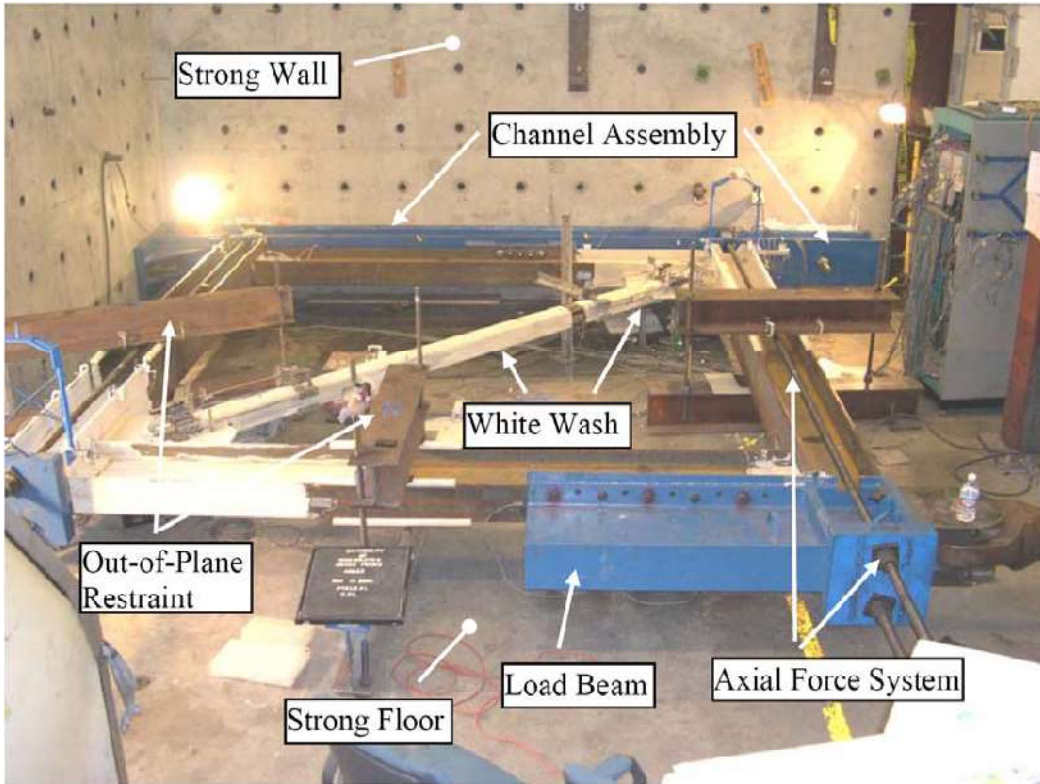 Strong Wall
Channel Assembly
White Wash
Out-of-Plane
Restraint
Load Beam
Axial Force System
Strong Floor